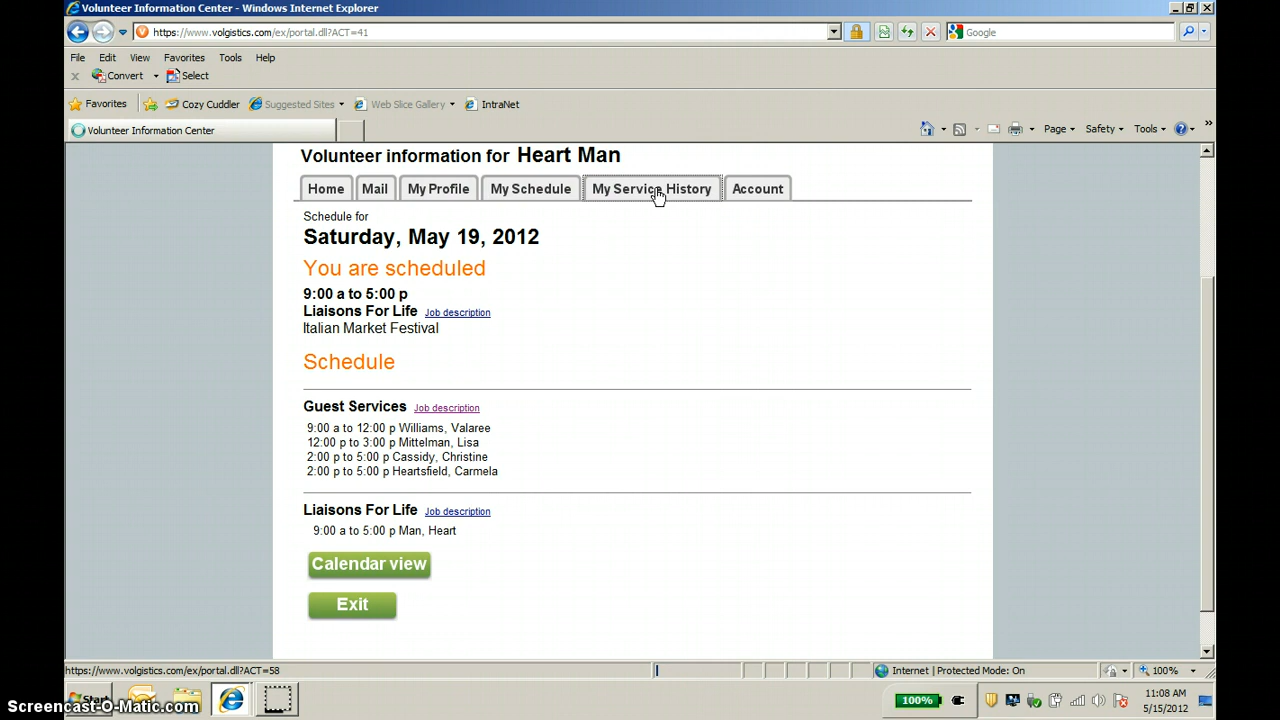 Volunteer Information Center - Windows Internet Explorer
https://www.volgistics.com/ex/portal.dll?ACT=41
Google
File Edit View Favorites Tools Help
x Convert Select
Favorites Cozy Cuddler Suggested Sites Web Slice Gallery IntraNet
Volunteer Information Center
Page Safety Tools
Volunteer information for Heart Man
Home Mail My Profile My Schedule My Service History Account
Schedule for
Saturday, May 19, 2012
You are scheduled
9:00 a to 5:00 p
Liaisons For Life Job description
Italian Market Festival
Schedule
Guest Services Job description
9:00 a to 12:00 p Williams, Valaree
12:00 p to 3:00 p Mittelman, Lisa
2:00 p to 5:00 p Cassidy, Christine
2:00 p to 5:00 p Heartsfield, Carmela
Liaisons For Life Job description
9:00 a to 5:00 p Man, Heart
Calendar view
Exit
https://www.volgistics.com/ex/portal.dll?ACT=58
Internet | Protected Mode: On
100%
Start
100%
11:08 AM
5/15/2012
Screencast-O-Matic.com